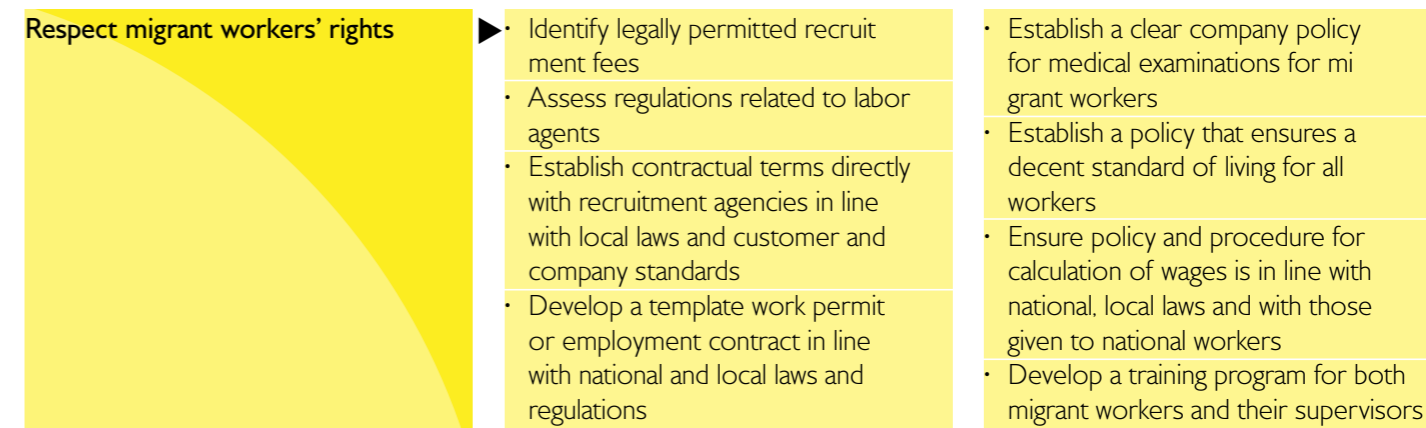 Respect migrant workers’ rights
▶• Identify legally permitted recruit
ment fees
• Assess regulations related to labor
agents
• Establish contractual terms directly
with recruitment agencies in line
with local laws and customer and
company standards
• Develop a template work permit
or employment contract in line
with national and local laws and
regulations
• Establish a clear company policy
for medical examinations for mi
grant workers
• Establish a policy that ensures a
decent standard of living for all
workers
• Ensure policy and procedure for
calculation of wages is in line with
national, local laws and with those
given to national workers
• Develop a training program for both
migrant workers and their supervisors